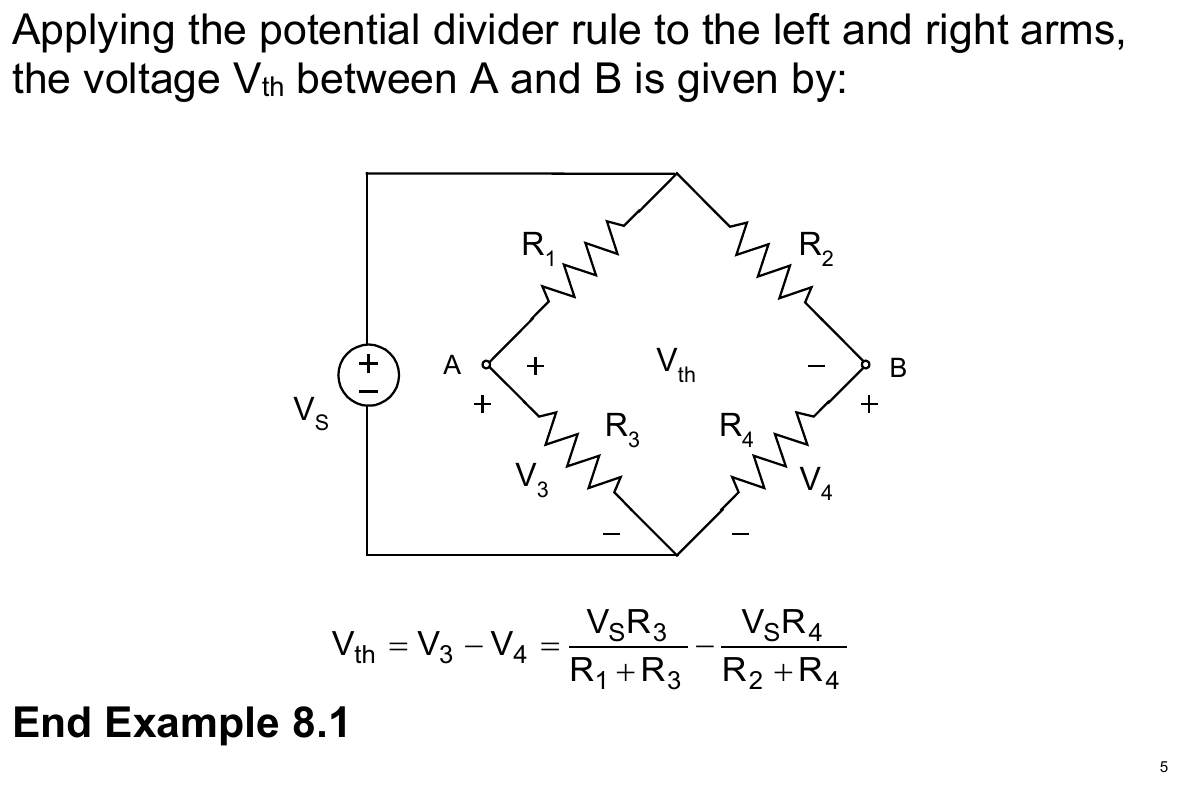 Applying the potential divider rule to the left and right arms,
the voltage Vth between A and B is given by:
R1
R2
+
−
VS
A
+
Vth
−
B
+
+
R3
R4
V3
V4
−
−
Vth = V3 − V4 = VSR3 / (R1 + R3) − VSR4 / (R2 + R4)
End Example 8.1
5